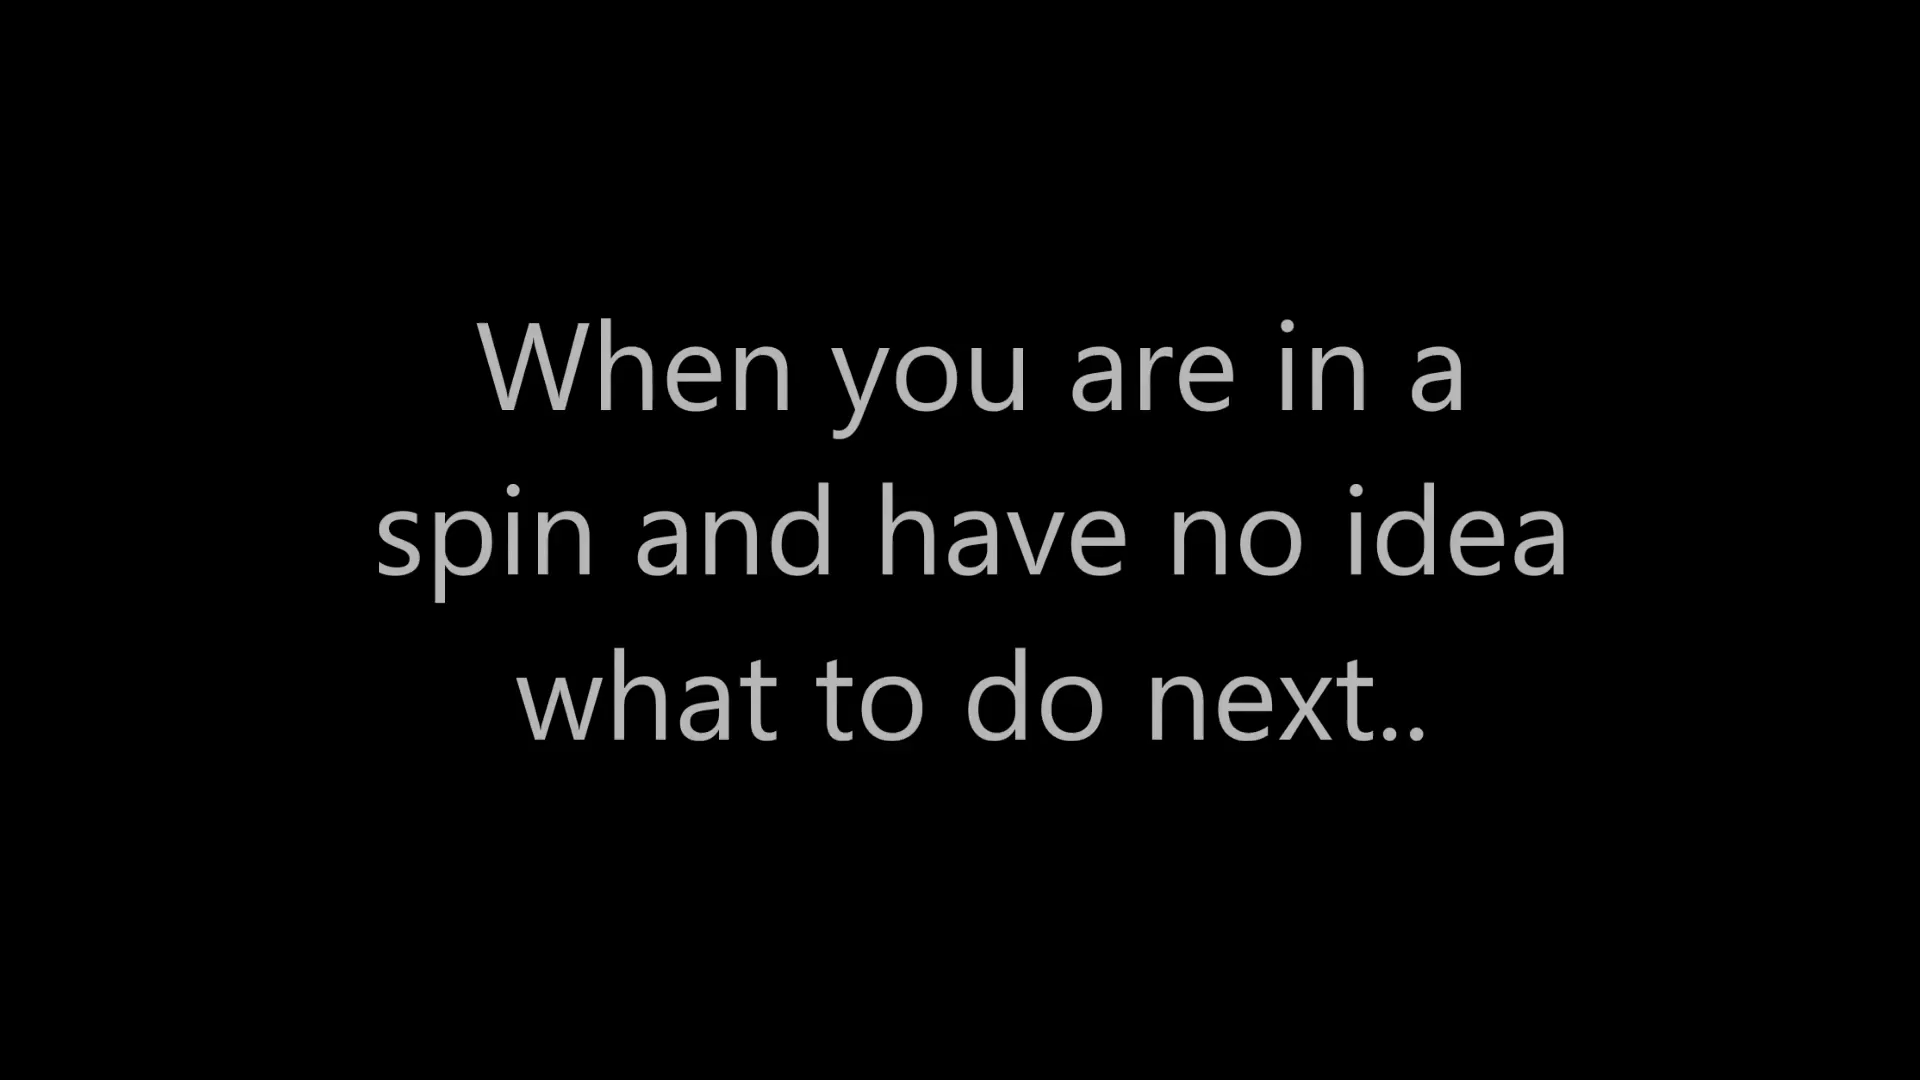 When you are in a
spin and have no idea
what to do next..